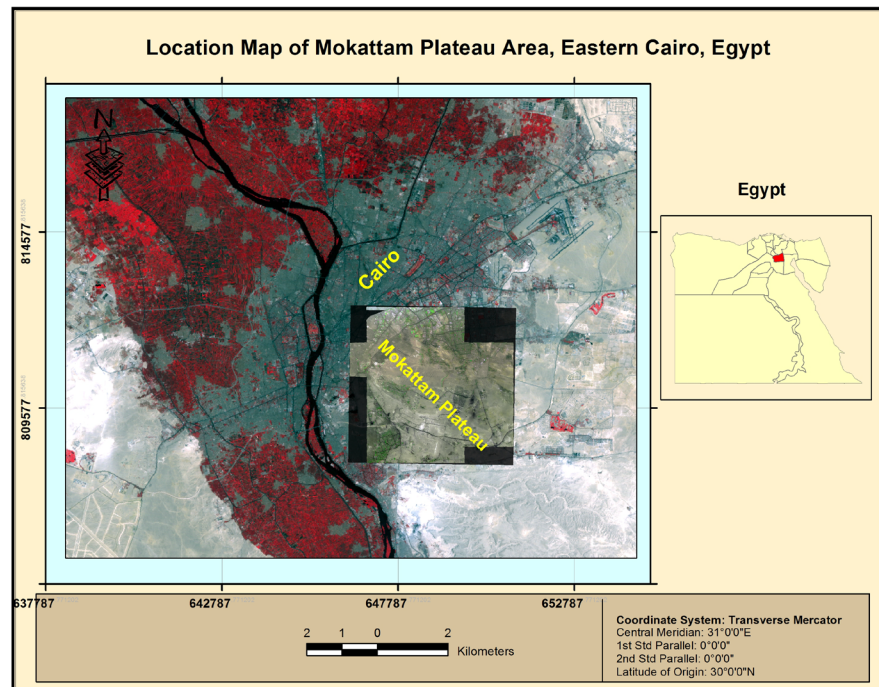 Location Map of Mokattam Plateau Area, Eastern Cairo, Egypt
N
Egypt
814577
Cairo
Mokattam Plateau
809577
637787
642787
647787
652787
2 1 0 2
Kilometers
Coordinate System: Transverse Mercator
Central Meridian: 31°0'0"E
1st Std Parallel: 0°0'0"
2nd Std Parallel: 0°0'0"
Latitude of Origin: 30°0'0"N